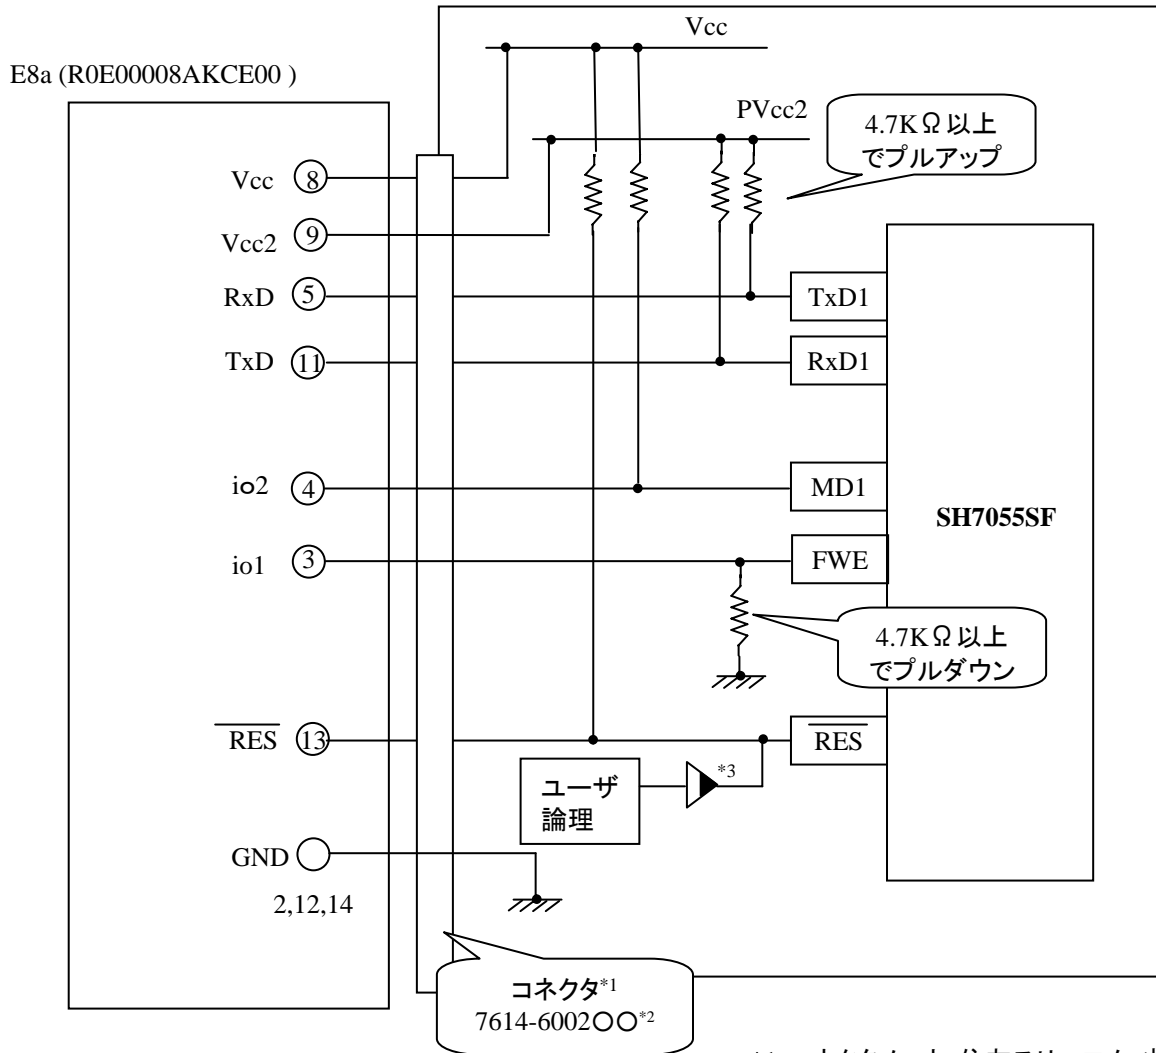 Vcc
E8a (R0E00008AKCE00 )
PVcc2
4.7KΩ以上
でプルアップ
Vcc 8
Vcc2 9
RxD 5
TxD1
TxD 11
RxD1
io2 4
MD1
SH7055SF
io1 3
FWE
4.7KΩ以上
でプルダウン
RES 13
RES
ユーザ
論理
*3
GND
2,12,14
コネクタ*1
7614-6002○○*2